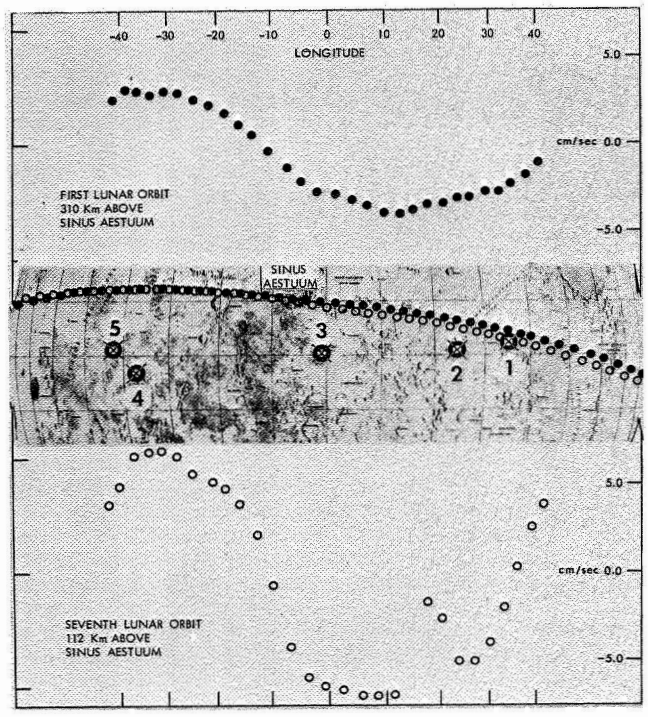 -40 -30 -20 -10 0 10 20 30 40
LONGITUDE
5.0
cm/sec 0.0
-5.0
FIRST LUNAR ORBIT
310 Km ABOVE
SINUS AESTUUM
SINUS
AESTUUM
5
4
3
2
1
5.0
cm/sec 0.0
-5.0
SEVENTH LUNAR ORBIT
112 Km ABOVE
SINUS AESTUUM